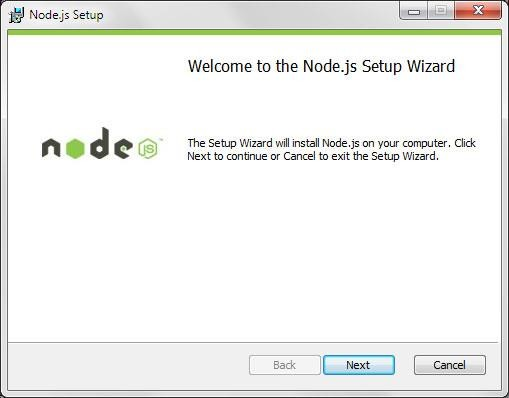 Node.js Setup
Welcome to the Node.js Setup Wizard
node
JS
™
The Setup Wizard will install Node.js on your computer. Click
Next to continue or Cancel to exit the Setup Wizard.
Back
Next
Cancel